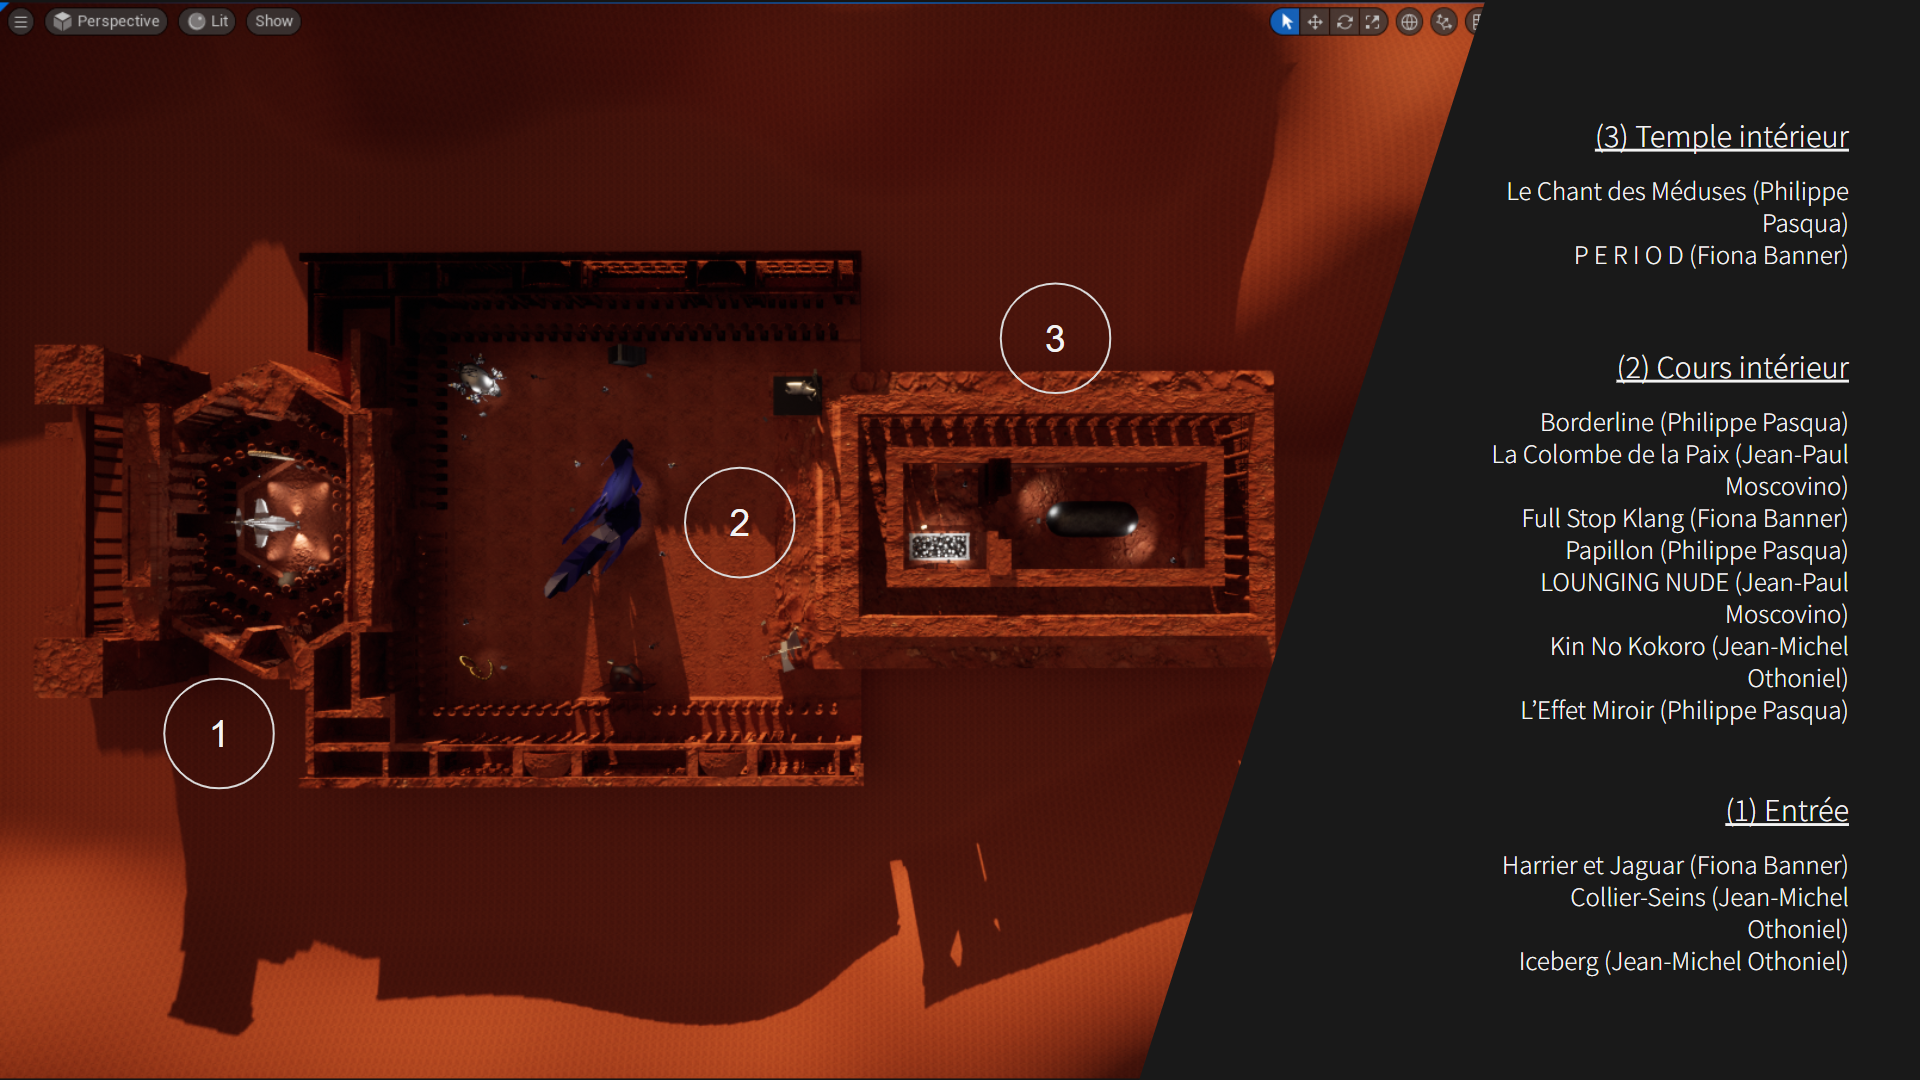 Perspective
Lit
Show
3
2
1
(3) Temple intérieur
Le Chant des Méduses (Philippe
Pasqua)
P E R I O D (Fiona Banner)
(2) Cours intérieur
Borderline (Philippe Pasqua)
La Colombe de la Paix (Jean-Paul
Moscovino)
Full Stop Klang (Fiona Banner)
Papillon (Philippe Pasqua)
LOUNGING NUDE (Jean-Paul
Moscovino)
Kin No Kokoro (Jean-Michel
Othoniel)
L’Effet Miroir (Philippe Pasqua)
(1) Entrée
Harrier et Jaguar (Fiona Banner)
Collier-Seins (Jean-Michel
Othoniel)
Iceberg (Jean-Michel Othoniel)